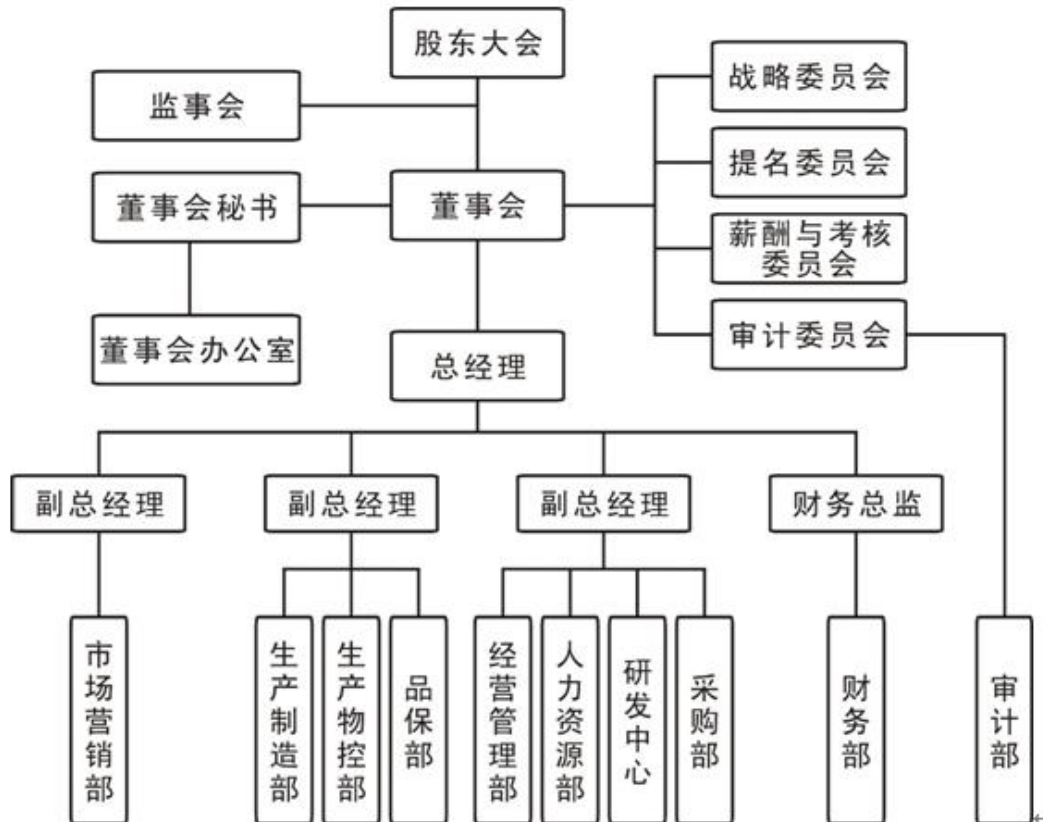 股东大会
监事会
战略委员会
提名委员会
董事会秘书
董事会
薪酬与考核
委员会
董事会办公室
总经理
审计委员会
副总经理
副总经理
副总经理
财务总监
市场营销部
生产制造部
生产物控部
品保部
经营管理部
人力资源部
研发中心
采购部
财务部
审计部